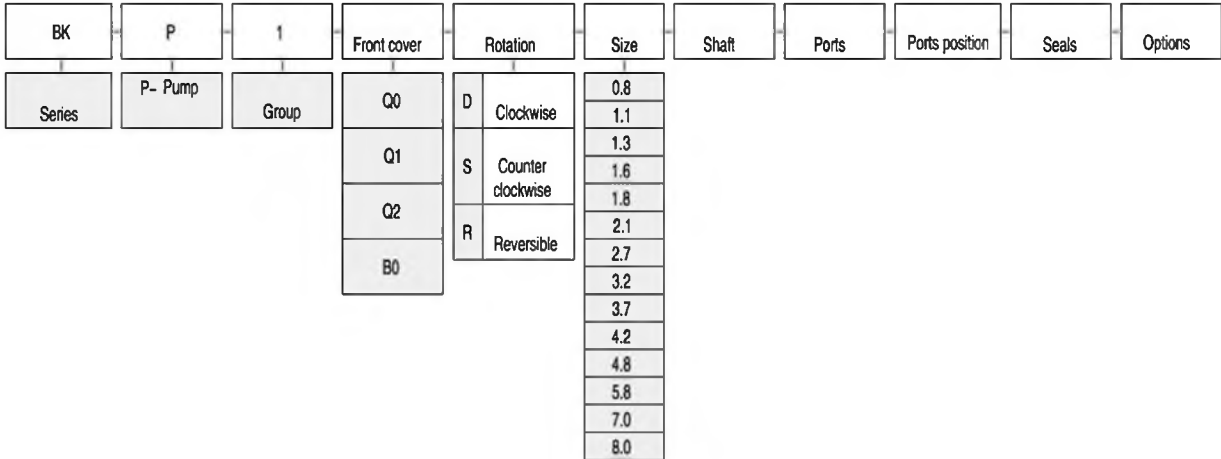 BK
P
1
Front cover
Rotation
Size
Shaft
Ports
Ports position
Seals
Options
Series
P- Pump
Group
Q0
Q1
Q2
B0
D
Clockwise
S
Counter
clockwise
R
Reversible
0.8
1.1
1.3
1.6
1.8
2.1
2.7
3.2
3.7
4.2
4.8
5.8
7.0
8.0